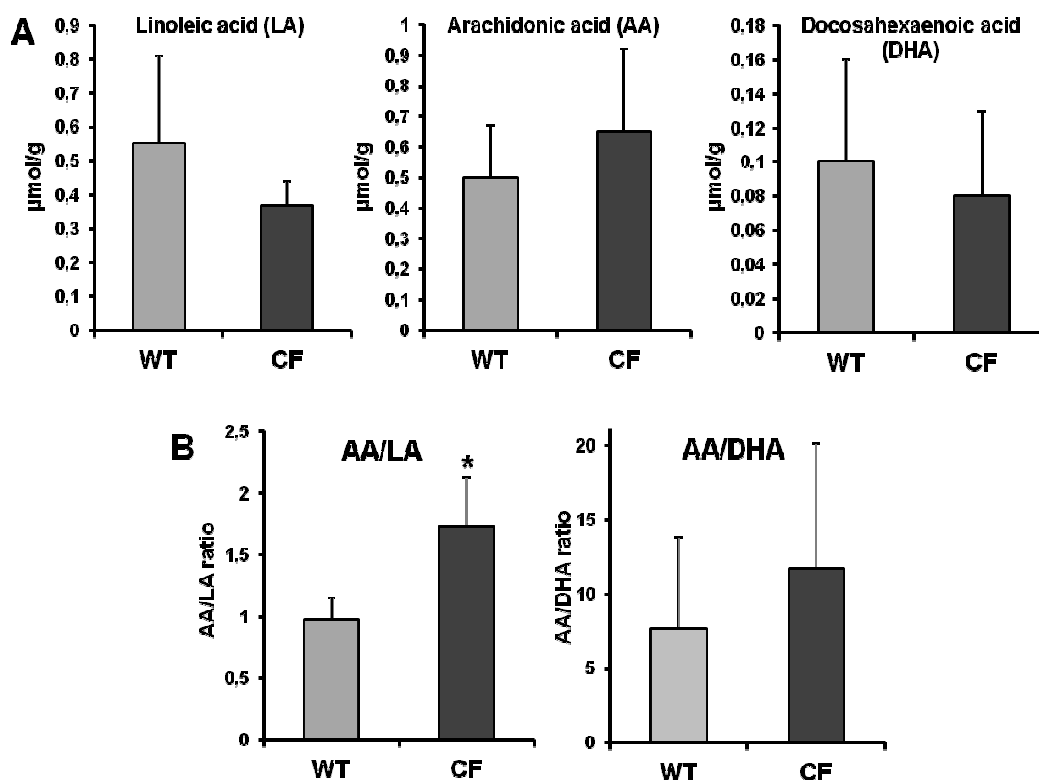 A
Linoleic acid (LA)
µmol/g
0,9
0,8
0,7
0,6
0,5
0,4
0,3
0,2
0,1
0
WT CF
Arachidonic acid (AA)
µmol/g
1
0,9
0,8
0,7
0,6
0,5
0,4
0,3
0,2
0,1
0
WT CF
Docosahexaenoic acid
(DHA)
µmol/g
0,18
0,16
0,14
0,12
0,1
0,08
0,06
0,04
0,02
0
WT CF
B
AA/LA
AA/LA ratio
2,5
2
1,5
1
0,5
0
*
WT CF
AA/DHA
AA/DHA ratio
20
15
10
5
0
WT CF